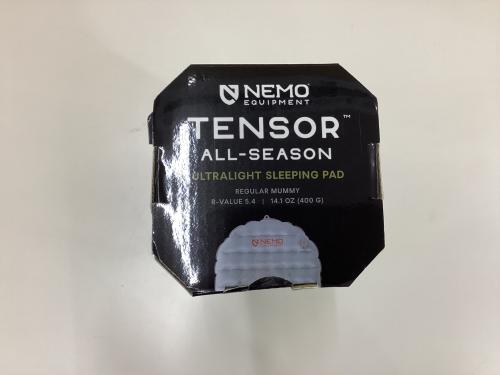 NEMO
EQUIPMENT
TENSOR™
ALL-SEASON
ULTRALIGHT SLEEPING PAD
REGULAR MUMMY
R-VALUE 5.4 | 14.1 OZ (400 G)
NEMO